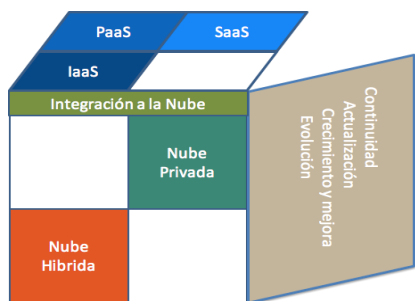 PaaS
SaaS
IaaS
Integración a la Nube
Nube
Privada
Nube
Hibrida
Continuidad
Actualización
Crecimiento y mejora
Evolución